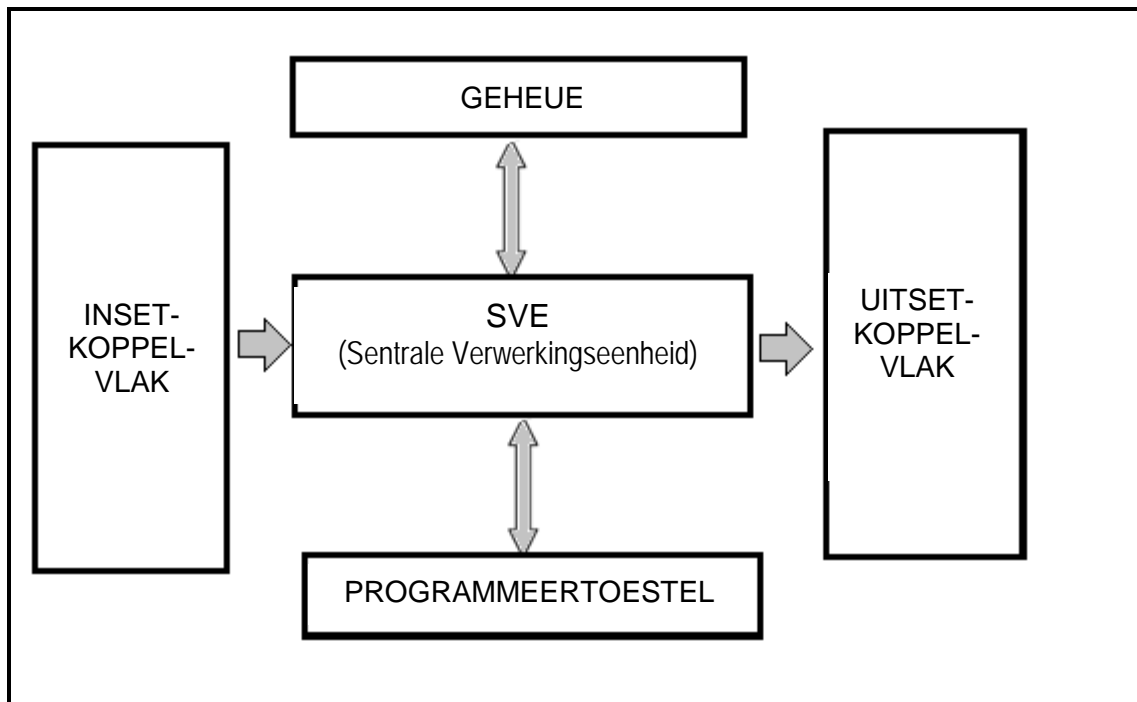 GEHEUE
INSET-
KOPPEL-
VLAK
SVE
(Sentrale Verwerkingseenheid)
UITSET-
KOPPEL-
VLAK
PROGRAMMEERTOESTEL